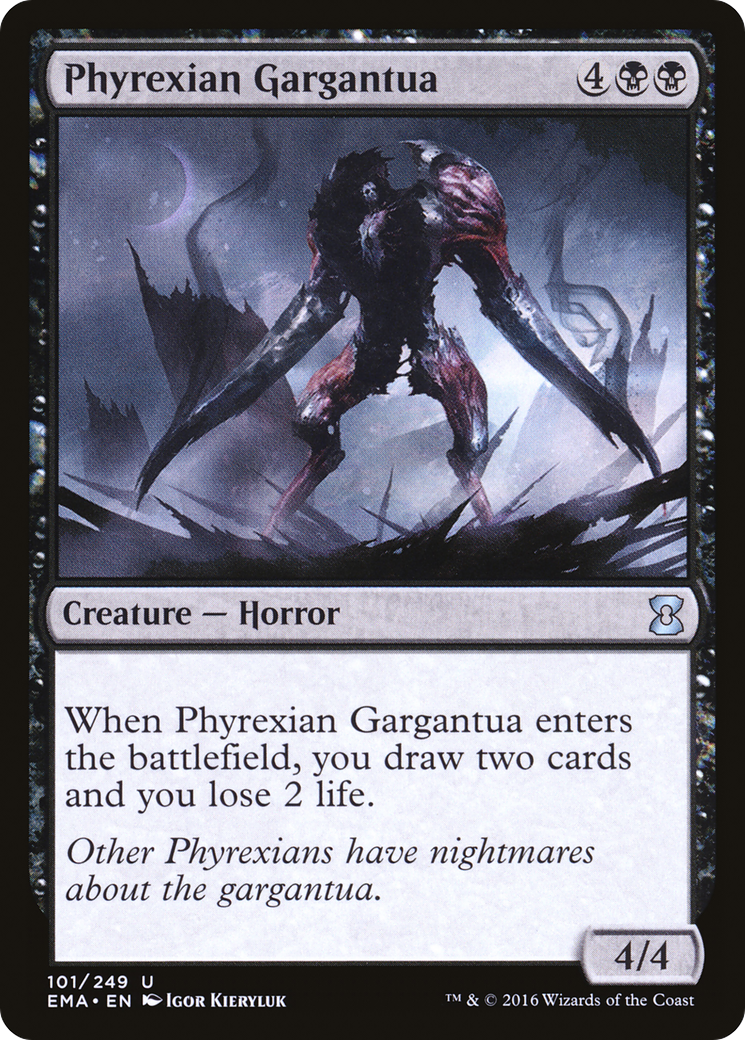 Phyrexian Gargantua 4
Creature — Horror
When Phyrexian Gargantua enters
the battlefield, you draw two cards
and you lose 2 life.
Other Phyrexians have nightmares
about the gargantua.
4/4
101/249 U
EMA • EN Igor Kieryluk
™ & © 2016 Wizards of the Coast